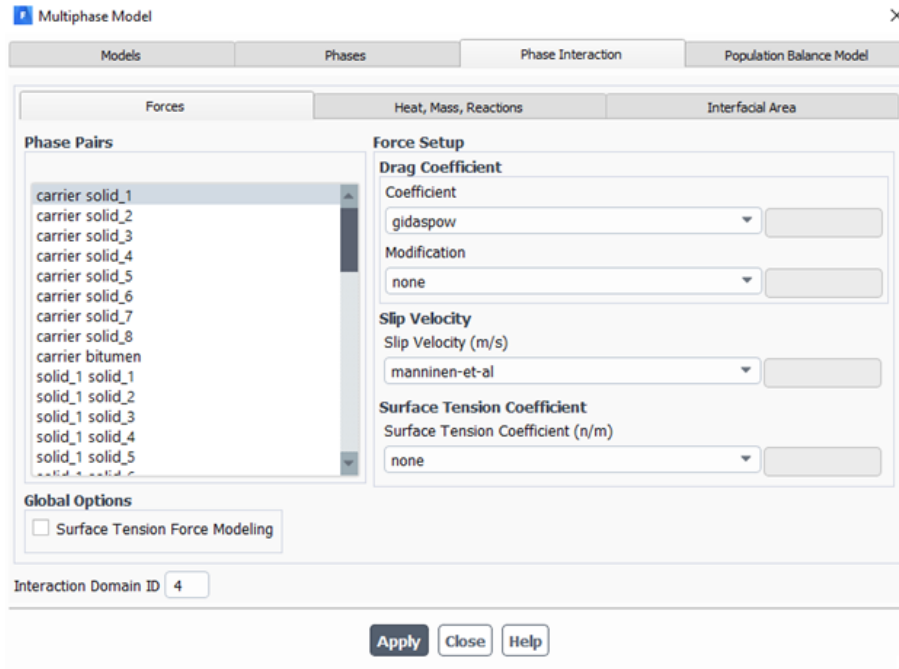 Multiphase Model
Models Phases Phase Interaction Population Balance Model
Forces Heat, Mass, Reactions Interfacial Area
Phase Pairs
carrier solid_1
carrier solid_2
carrier solid_3
carrier solid_4
carrier solid_5
carrier solid_6
carrier solid_7
carrier solid_8
carrier bitumen
solid_1 solid_1
solid_1 solid_2
solid_1 solid_3
solid_1 solid_4
solid_1 solid_5
Force Setup
Drag Coefficient
Coefficient
gidaspow
Modification
none
Slip Velocity
Slip Velocity (m/s)
manninen-et-al
Surface Tension Coefficient
Surface Tension Coefficient (n/m)
none
Global Options
Surface Tension Force Modeling
Interaction Domain ID 4
Apply Close Help